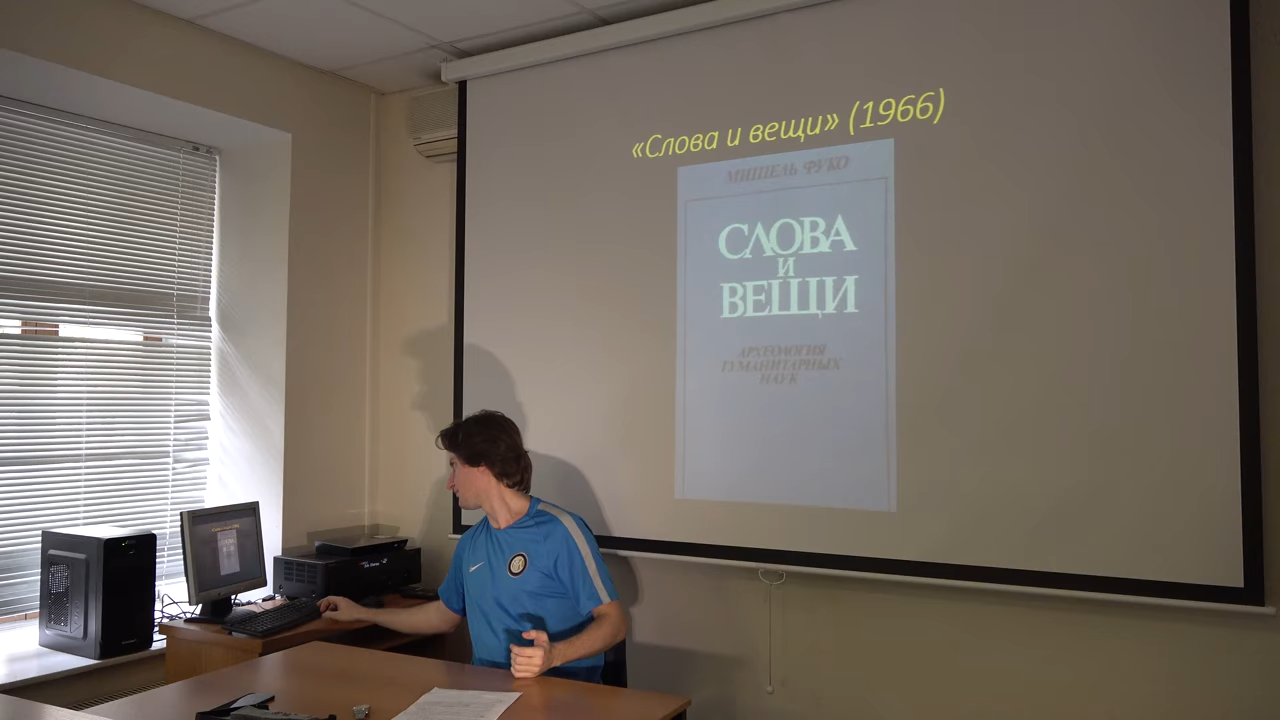 «Слова и вещи» (1966)
МИШЕЛЬ ФУКО
СЛОВА
И
ВЕЩИ
АРХЕОЛОГИЯ
ГУМАНИТАРНЫХ
НАУК